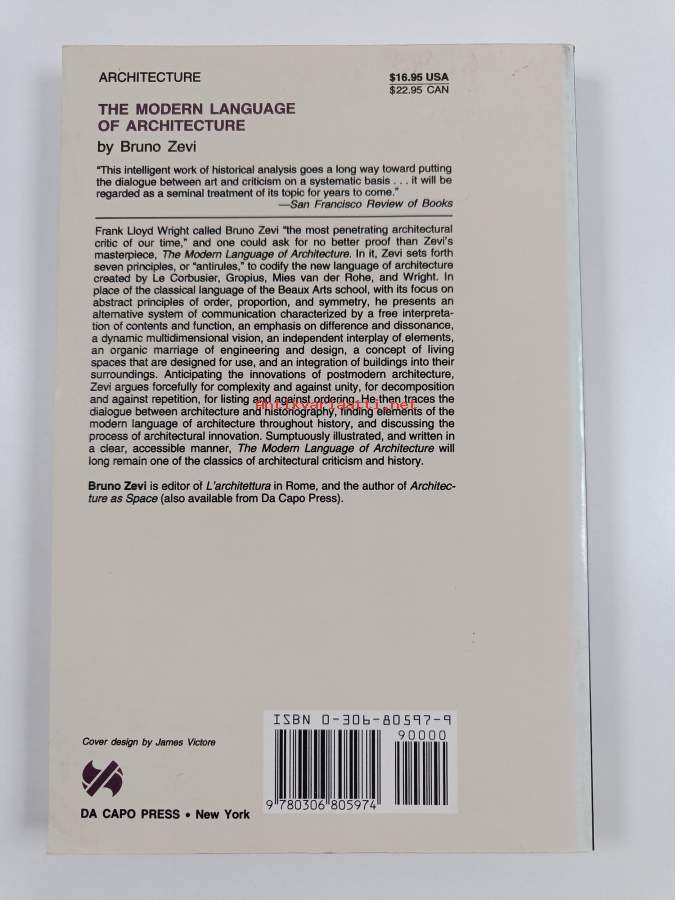 ARCHITECTURE
$16.95 USA
$22.95 CAN
THE MODERN LANGUAGE
OF ARCHITECTURE
by Bruno Zevi
"This intelligent work of historical analysis goes a long way toward putting
the dialogue between art and criticism on a systematic basis . . . it will be
regarded as a seminal treatment of its topic for years to come."
—San Francisco Review of Books
Frank Lloyd Wright called Bruno Zevi "the most penetrating architectural
critic of our time," and one could ask for no better proof than Zevi's
masterpiece, The Modern Language of Architecture. In it, Zevi sets forth
seven principles, or "antirules," to codify the new language of architecture
created by Le Corbusier, Gropius, Mies van der Rohe, and Wright. In
place of the classical language of the Beaux Arts school, with its focus on
abstract principles of order, proportion, and symmetry, he presents an
alternative system of communication characterized by a free interpreta-
tion of contents and function, an emphasis on difference and dissonance,
a dynamic multidimensional vision, an independent interplay of elements,
an organic marriage of engineering and design, a concept of living
spaces that are designed for use, and an integration of buildings into their
surroundings. Anticipating the innovations of postmodern architecture,
Zevi argues forcefully for complexity and against unity, for decomposition
and against repetition, for listing and against ordering. He then traces the
antikvariaatti.net
dialogue between architecture and historiography, finding elements of the
modern language of architecture throughout history, and discussing the
process of architectural innovation. Sumptuously illustrated, and written in
a clear, accessible manner, The Modern Language of Architecture will
long remain one of the classics of architectural criticism and history.
Bruno Zevi is editor of L'architettura in Rome, and the author of Architec-
ture as Space (also available from Da Capo Press).
ISBN 0-306-80597-9
90000
9 780306 805974
Cover design by James Victore
DA CAPO PRESS • New York